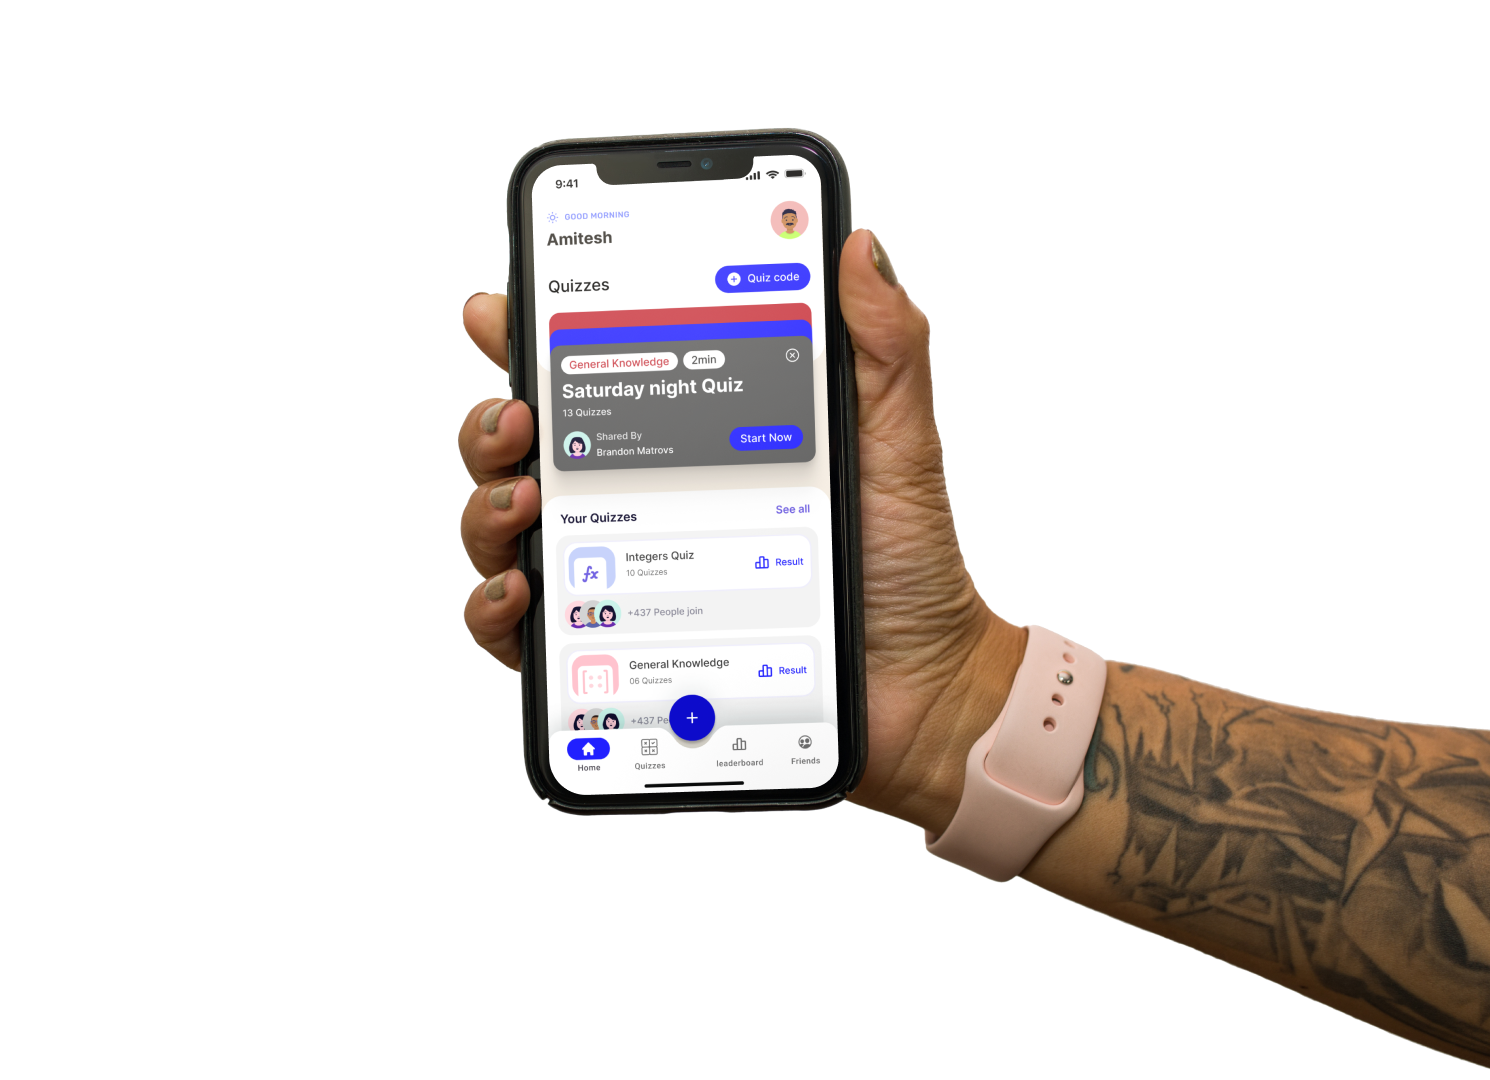 9:41
GOOD MORNING
Amitesh
Quizzes
Quiz code
General Knowledge
2min
Saturday night Quiz
13 Quizzes
Shared By
Brandon Matrovs
Start Now
Your Quizzes
See all
Integers Quiz
10 Quizzes
Result
fx
+437 People join
General Knowledge
06 Quizzes
Result
+437 Pe
Home
Quizzes
leaderboard
Friends